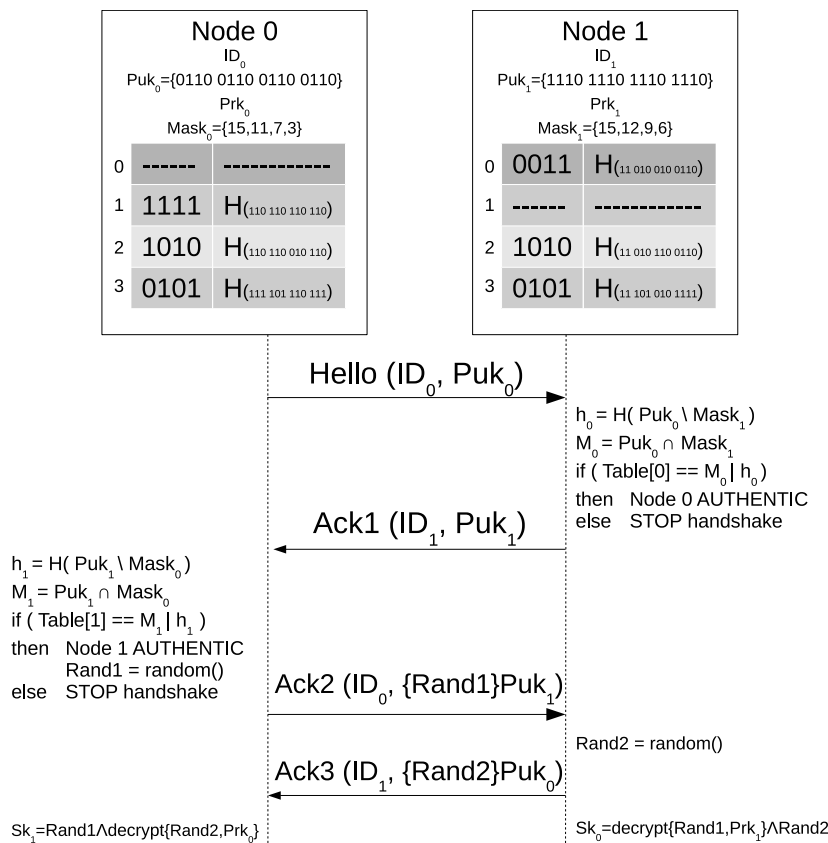 Node 0
ID₀
Puk₀={0110 0110 0110 0110}
Prk₀
Mask₀={15,11,7,3}
0 ------ ------------
1 1111 H(110 110 110 110)
2 1010 H(110 110 010 110)
3 0101 H(111 101 110 111)
Node 1
ID₁
Puk₁={1110 1110 1110 1110}
Prk₁
Mask₁={15,12,9,6}
0 0011 H(11 010 010 0110)
1 ------ ------------
2 1010 H(11 010 110 0110)
3 0101 H(11 101 010 1111)
Hello (ID₀, Puk₀)
h₀ = H( Puk₀ \ Mask₁ )
M₀ = Puk₀ ∩ Mask₁
if ( Table[0] == M₀ | h₀ )
then Node 0 AUTHENTIC
else STOP handshake
Ack1 (ID₁, Puk₁)
h₁ = H( Puk₁ \ Mask₀ )
M₁ = Puk₁ ∩ Mask₀
if ( Table[1] == M₁ | h₁ )
then Node 1 AUTHENTIC
Rand1 = random()
else STOP handshake
Ack2 (ID₀, {Rand1}Puk₁)
Rand2 = random()
Ack3 (ID₁, {Rand2}Puk₀)
Sk₁=Rand1Λdecrypt{Rand2,Prk₀}
Sk₀=decrypt{Rand1,Prk₁}ΛRand2